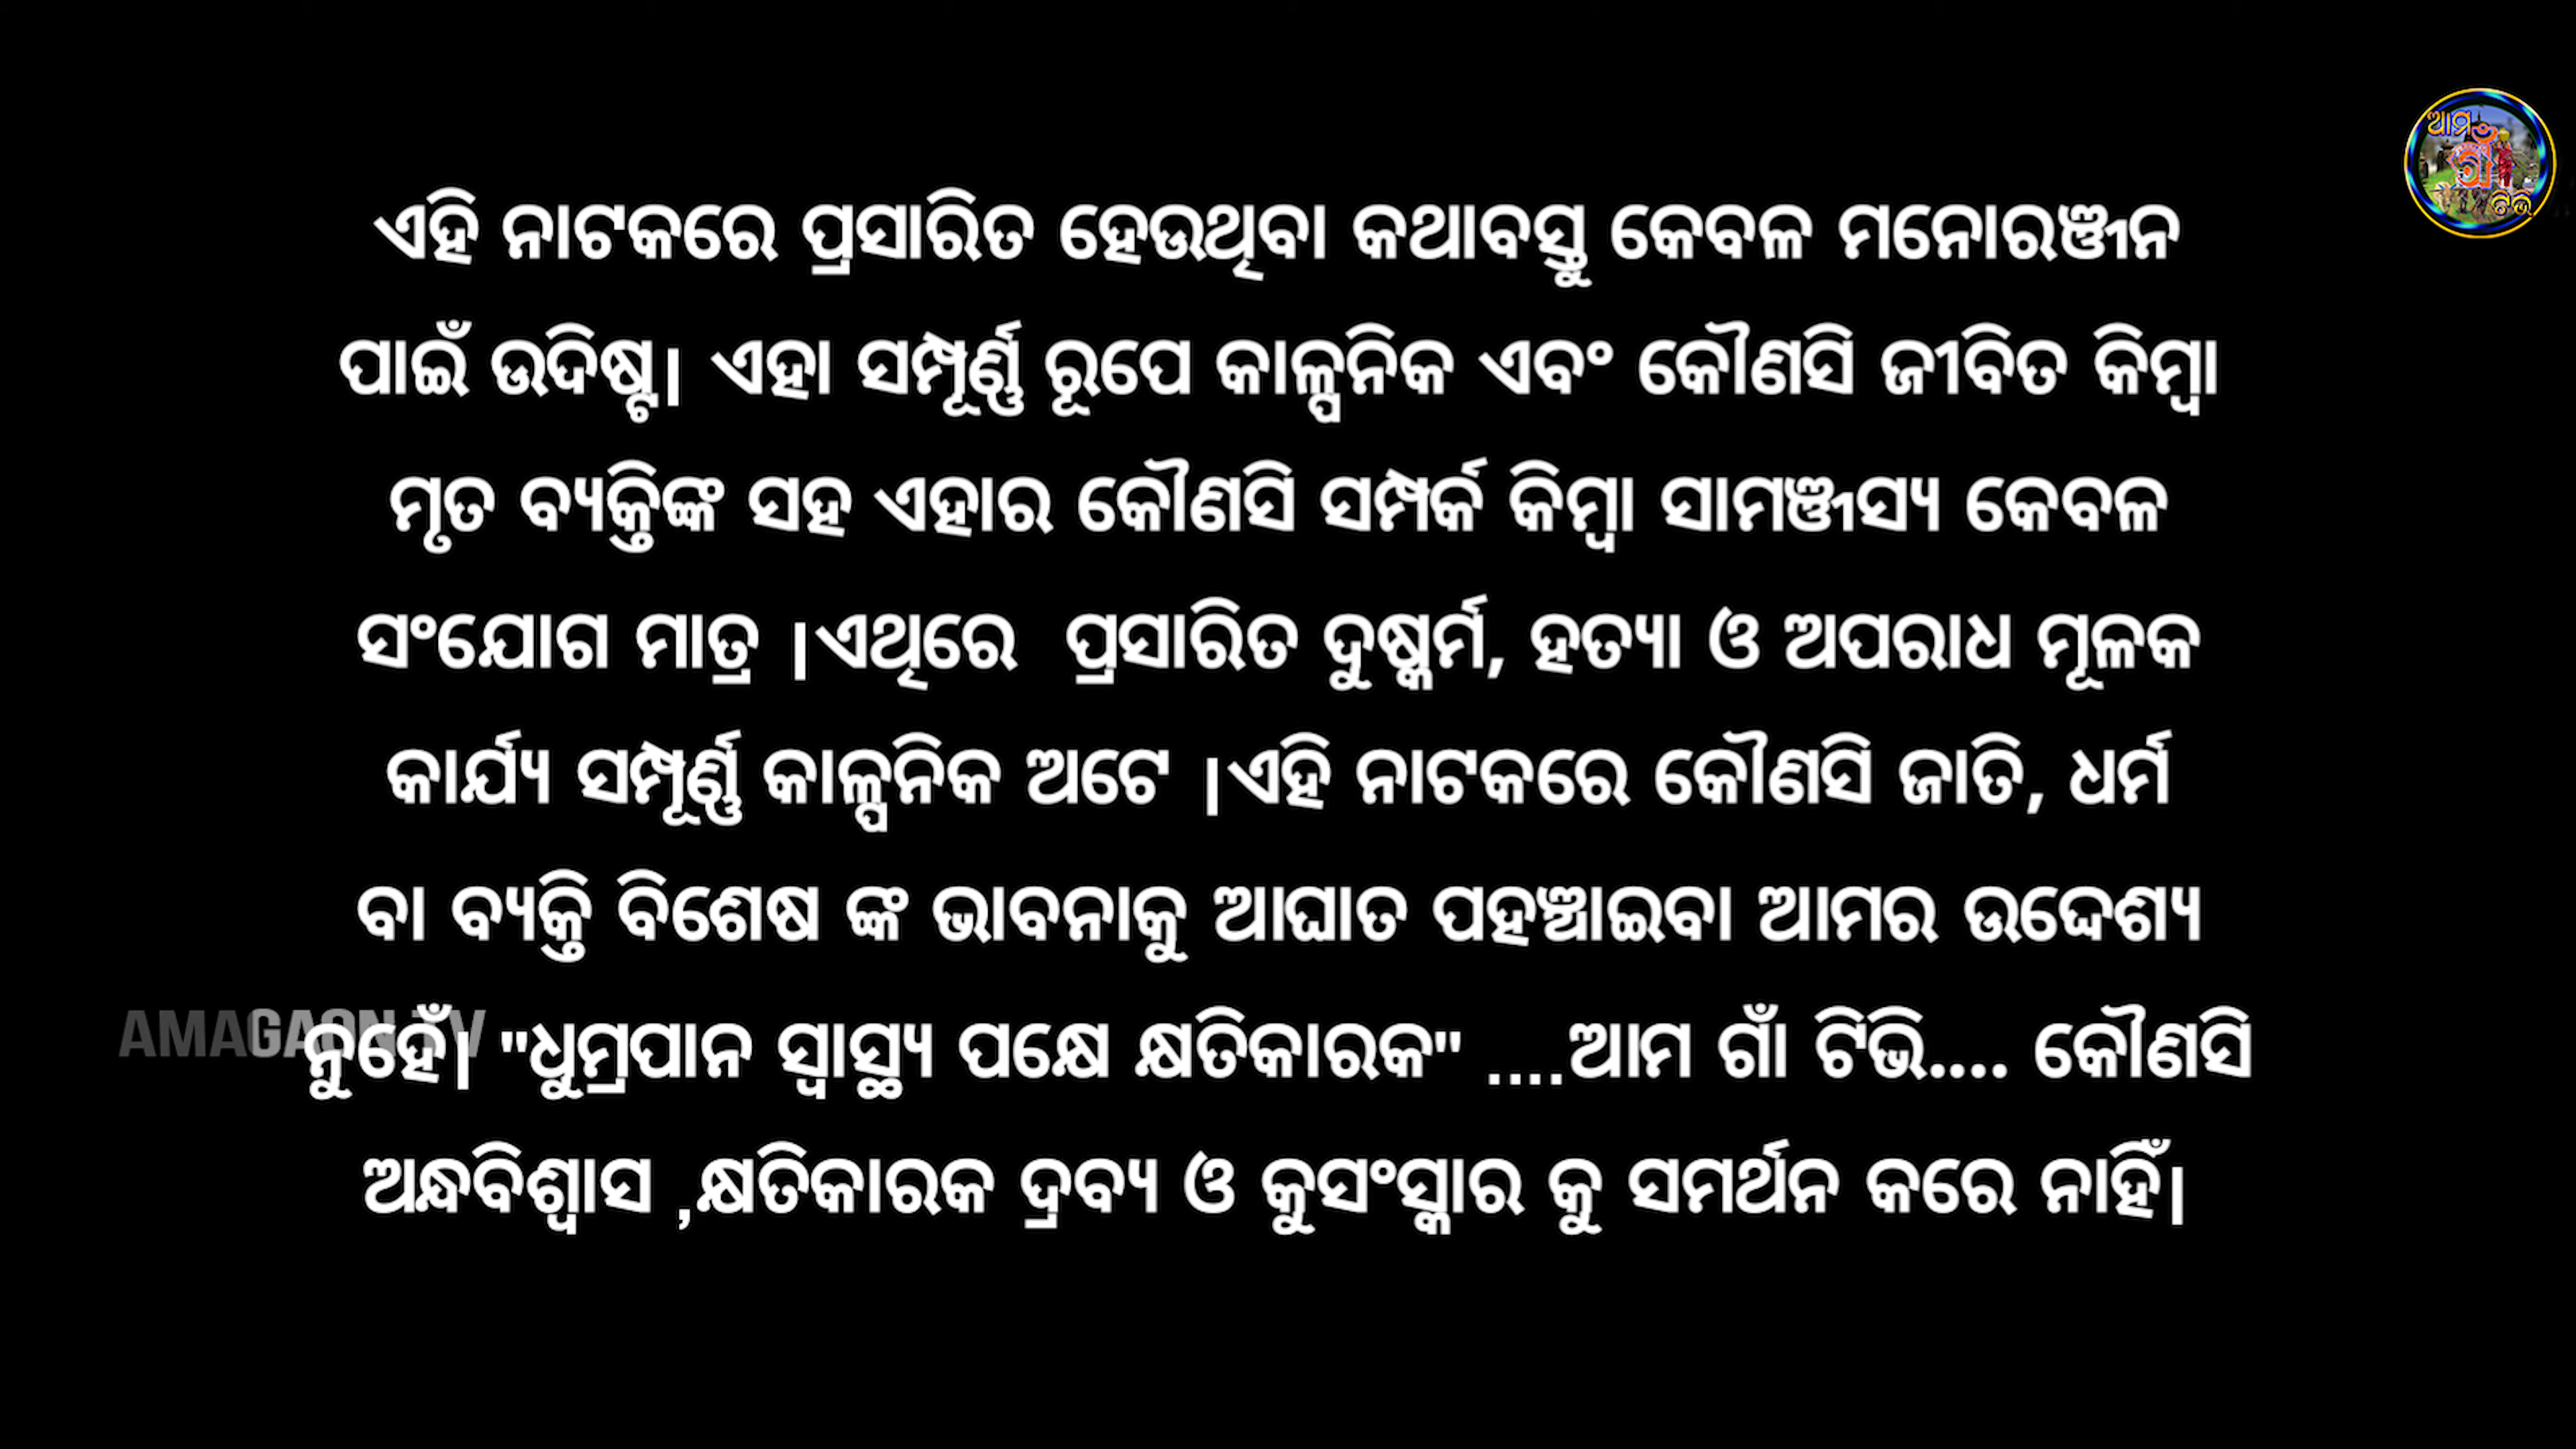 ଆମ
ଗାଁ
ଟିଭି
ଏହି ନାଟକରେ ପ୍ରସାରିତ ହେଉଥିବା କଥାବସ୍ତୁ କେବଳ ମନୋରଞ୍ଜନ
ପାଇଁ ଉଦିଷ୍ଟ। ଏହା ସମ୍ପୂର୍ଣ୍ଣ ରୂପେ କାଳ୍ପନିକ ଏବଂ କୌଣସି ଜୀବିତ କିମ୍ବା
ମୃତ ବ୍ୟକ୍ତିଙ୍କ ସହ ଏହାର କୌଣସି ସମ୍ପର୍କ କିମ୍ବା ସାମଞ୍ଜସ୍ୟ କେବଳ
ସଂଯୋଗ ମାତ୍ର ।ଏଥିରେ ପ୍ରସାରିତ ଦୁଷ୍କର୍ମ, ହତ୍ୟା ଓ ଅପରାଧ ମୂଳକ
କାର୍ଯ୍ୟ ସମ୍ପୂର୍ଣ୍ଣ କାଳ୍ପନିକ ଅଟେ ।ଏହି ନାଟକରେ କୌଣସି ଜାତି, ଧର୍ମ
ବା ବ୍ୟକ୍ତି ବିଶେଷ ଙ୍କ ଭାବନାକୁ ଆଘାତ ପହଞ୍ଚାଇବା ଆମର ଉଦ୍ଦେଶ୍ୟ
ନୁହେଁ। "ଧୁମ୍ରପାନ ସ୍ୱାସ୍ଥ୍ୟ ପକ୍ଷେ କ୍ଷତିକାରକ" ....ଆମ ଗାଁ ଟିଭି.... କୌଣସି
ଅନ୍ଧବିଶ୍ୱାସ ,କ୍ଷତିକାରକ ଦ୍ରବ୍ୟ ଓ କୁସଂସ୍କାର କୁ ସମର୍ଥନ କରେ ନାହିଁ।
AMAGAON TV